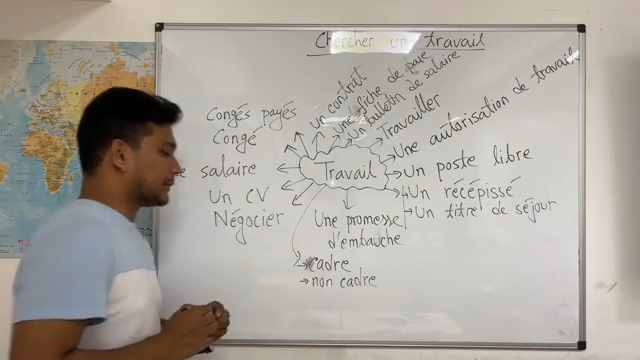 Chercher un travail
un contrat
une fiche de paie
un bulletin de salaire
Travailler
Une autorisation de travail
un poste libre
Un récépissé
Un titre de séjour
Travail
Congés payés
Congé
salaire
Un CV
Négocier
Une promesse
d'embauche
cadre
non cadre